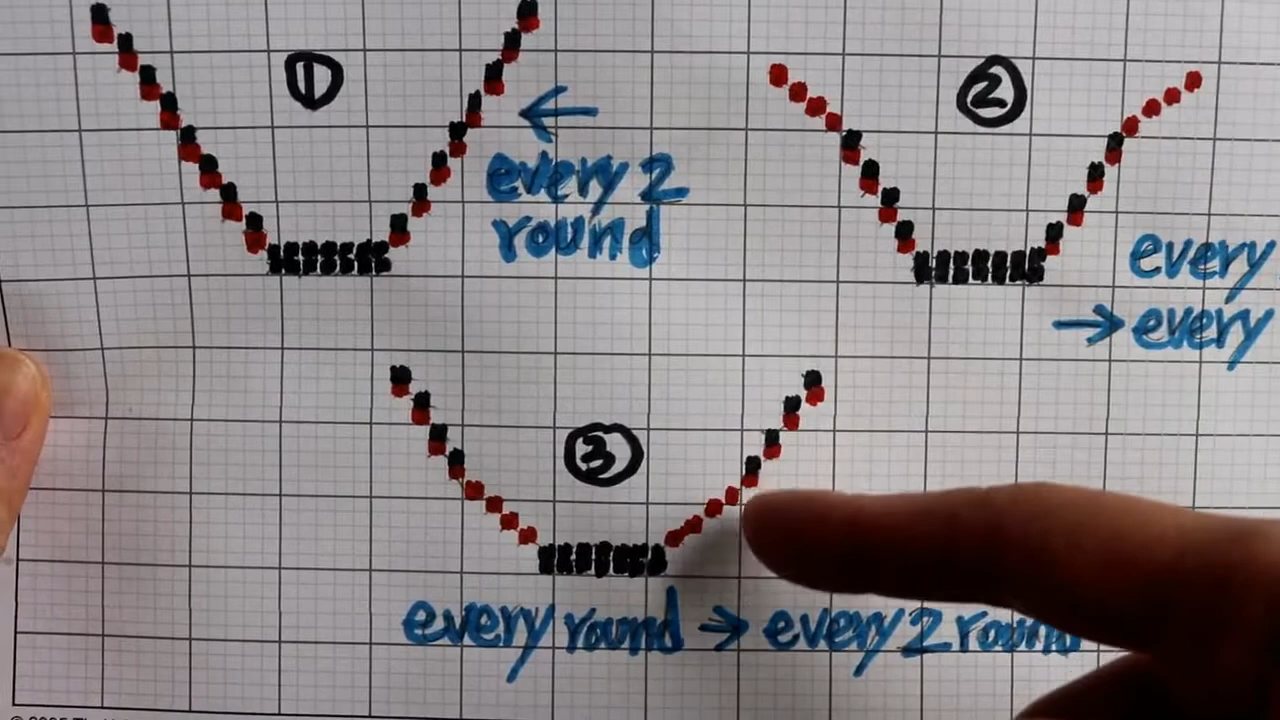 ①
②
←
every 2
round
every
→ every
③
every round → every 2 round